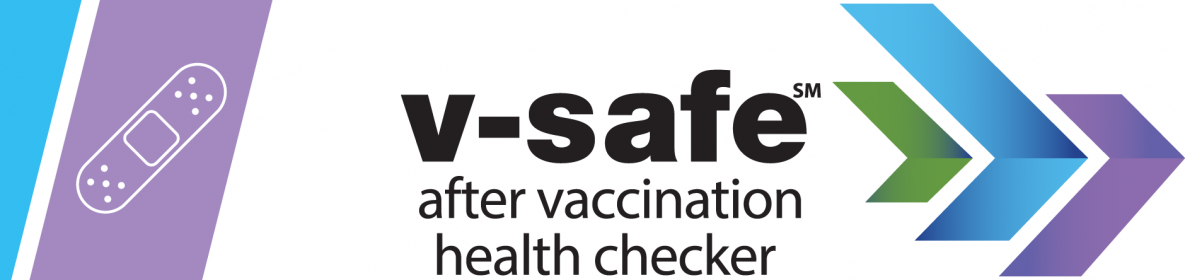 v-safe℠
after vaccination
health checker